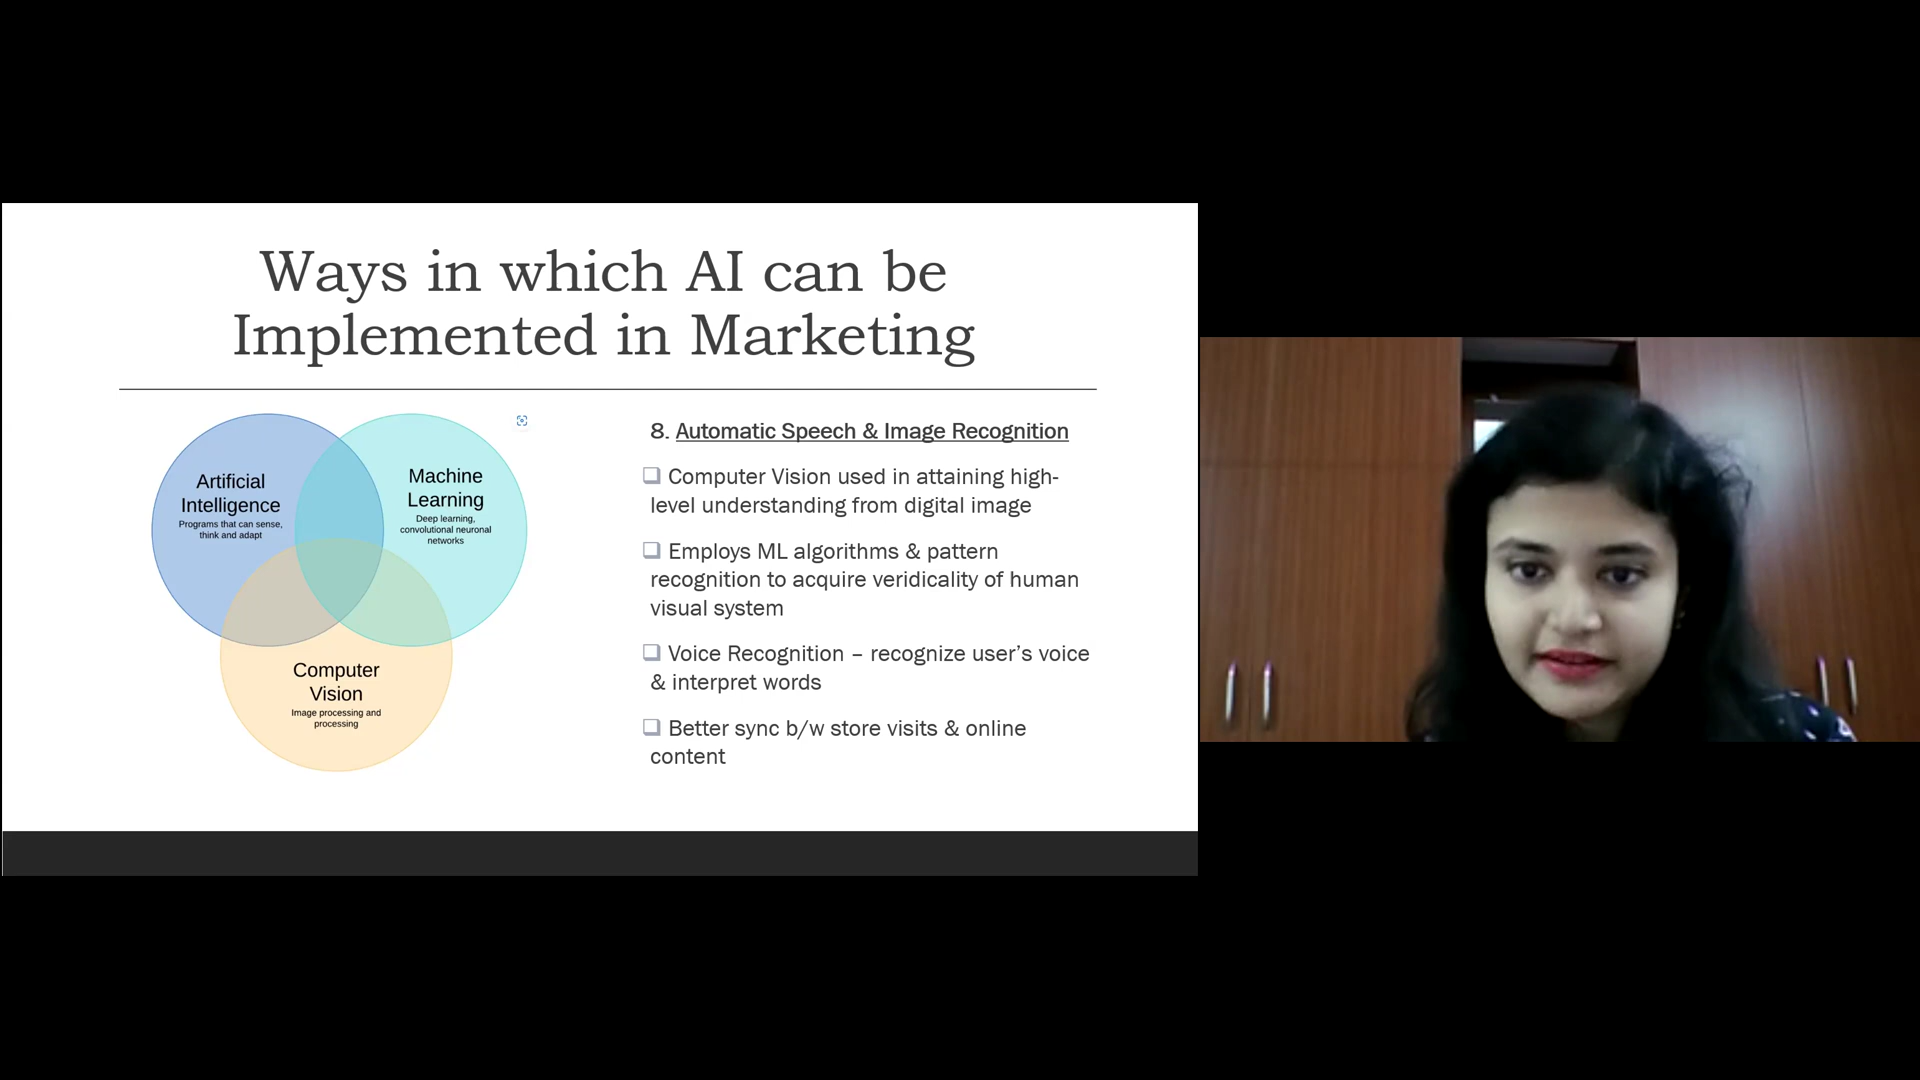 Ways in which AI can be
Implemented in Marketing
Artificial
Intelligence
Programs that can sense,
think and adapt
Machine
Learning
Deep learning,
convolutional neuronal
networks
Computer
Vision
Image processing and
processing
8. Automatic Speech & Image Recognition
Computer Vision used in attaining high-
level understanding from digital image
Employs ML algorithms & pattern
recognition to acquire veridicality of human
visual system
Voice Recognition – recognize user’s voice
& interpret words
Better sync b/w store visits & online
content